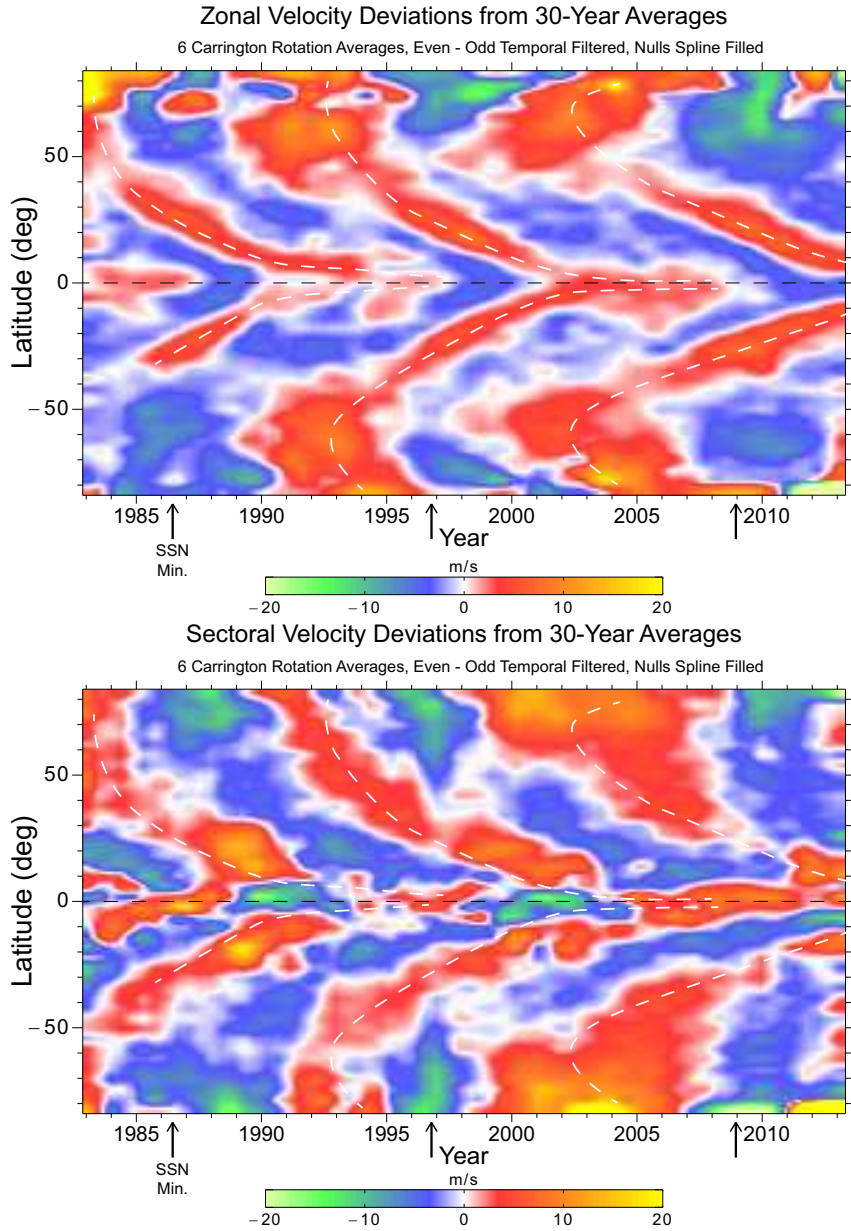 Zonal Velocity Deviations from 30-Year Averages
6 Carrington Rotation Averages, Even - Odd Temporal Filtered, Nulls Spline Filled
Latitude (deg)
50
0
−50
1985 1990 1995 2000 2005 2010
Year
SSN
Min.
m/s
−20 −10 0 10 20
Sectoral Velocity Deviations from 30-Year Averages
6 Carrington Rotation Averages, Even - Odd Temporal Filtered, Nulls Spline Filled
Latitude (deg)
50
0
−50
1985 1990 1995 2000 2005 2010
Year
SSN
Min.
m/s
−20 −10 0 10 20